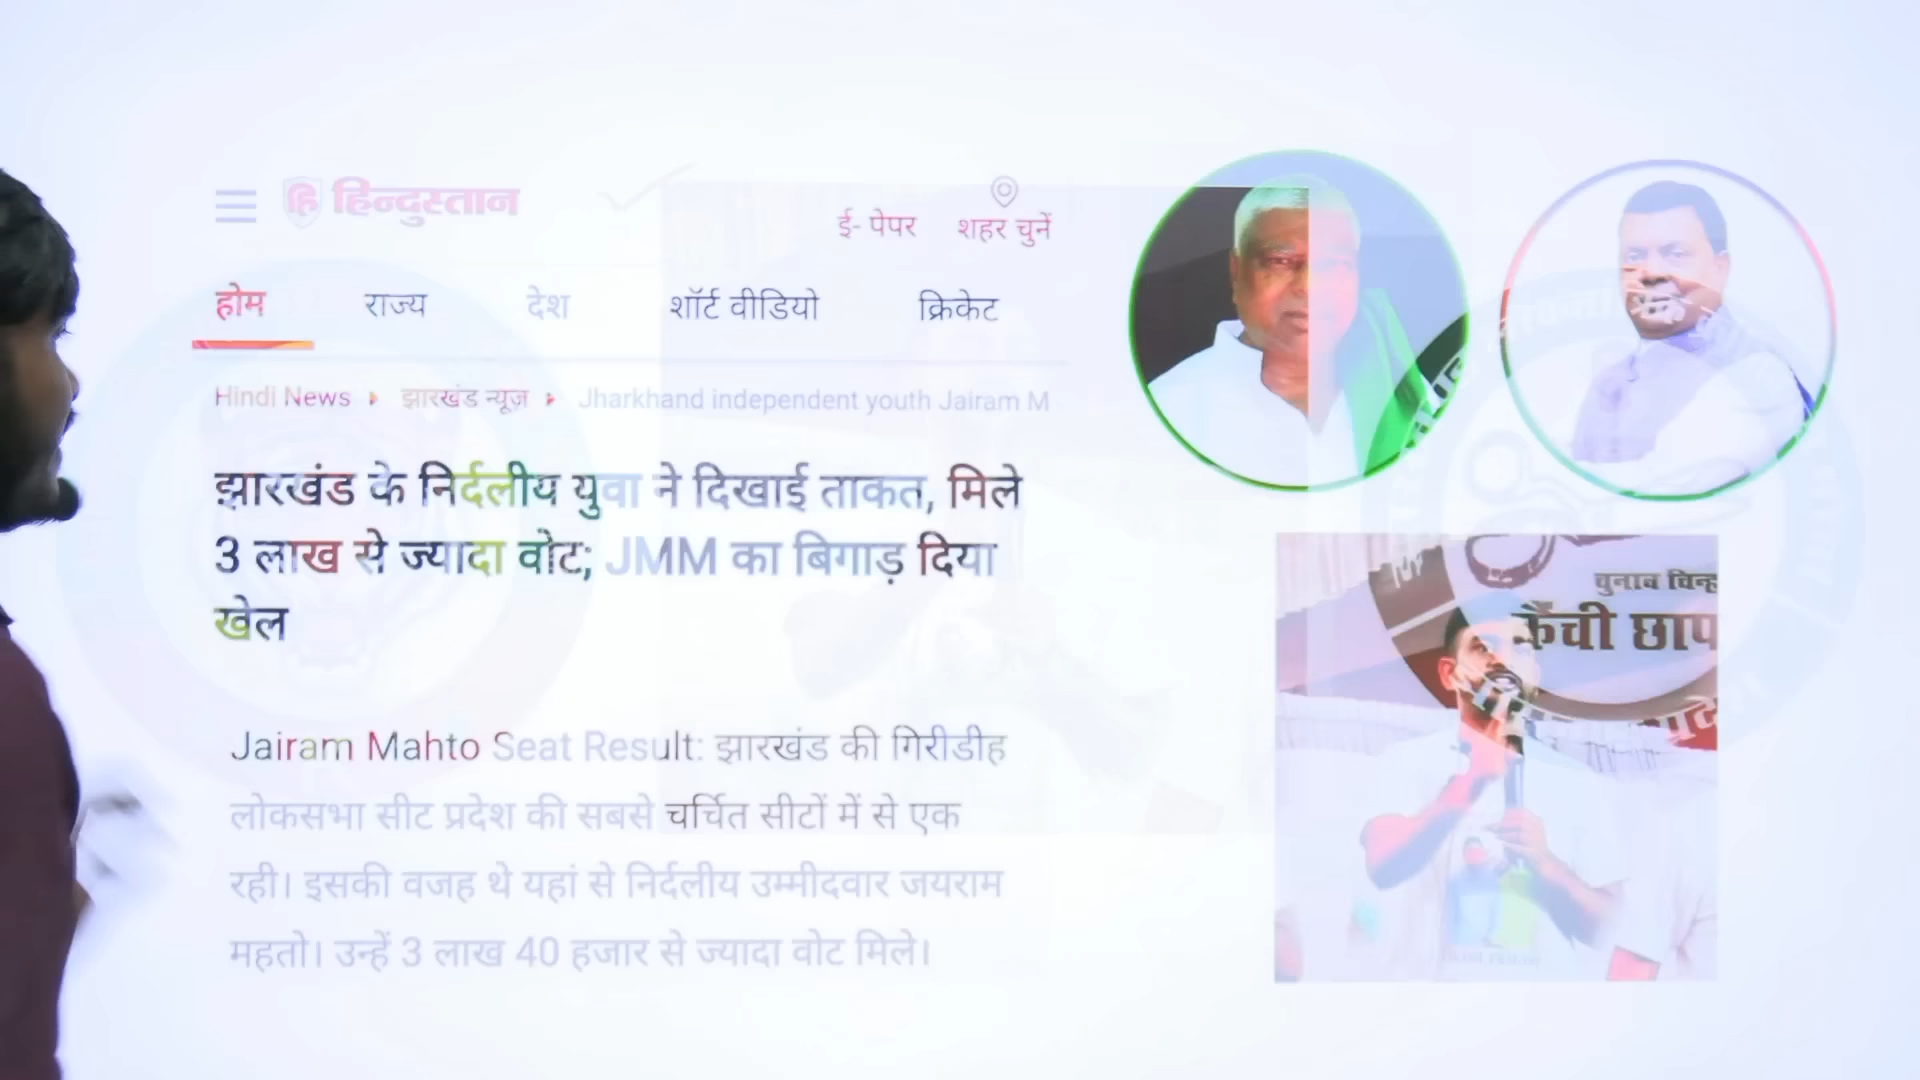 हि हिन्दुस्तान
ई- पेपर शहर चुनें
होम राज्य देश शॉर्ट वीडियो क्रिकेट
Hindi News झारखंड न्यूज़ Jharkhand independent youth Jairam M
झारखंड के निर्दलीय युवा ने दिखाई ताकत, मिले
3 लाख से ज्यादा वोट; JMM का बिगाड़ दिया
खेल
Jairam Mahto Seat Result: झारखंड की गिरीडीह
लोकसभा सीट प्रदेश की सबसे चर्चित सीटों में से एक
रही। इसकी वजह थे यहां से निर्दलीय उम्मीदवार जयराम
महतो। उन्हें 3 लाख 40 हजार से ज्यादा वोट मिले।
चुनाव चिन्ह
कैंची छाप